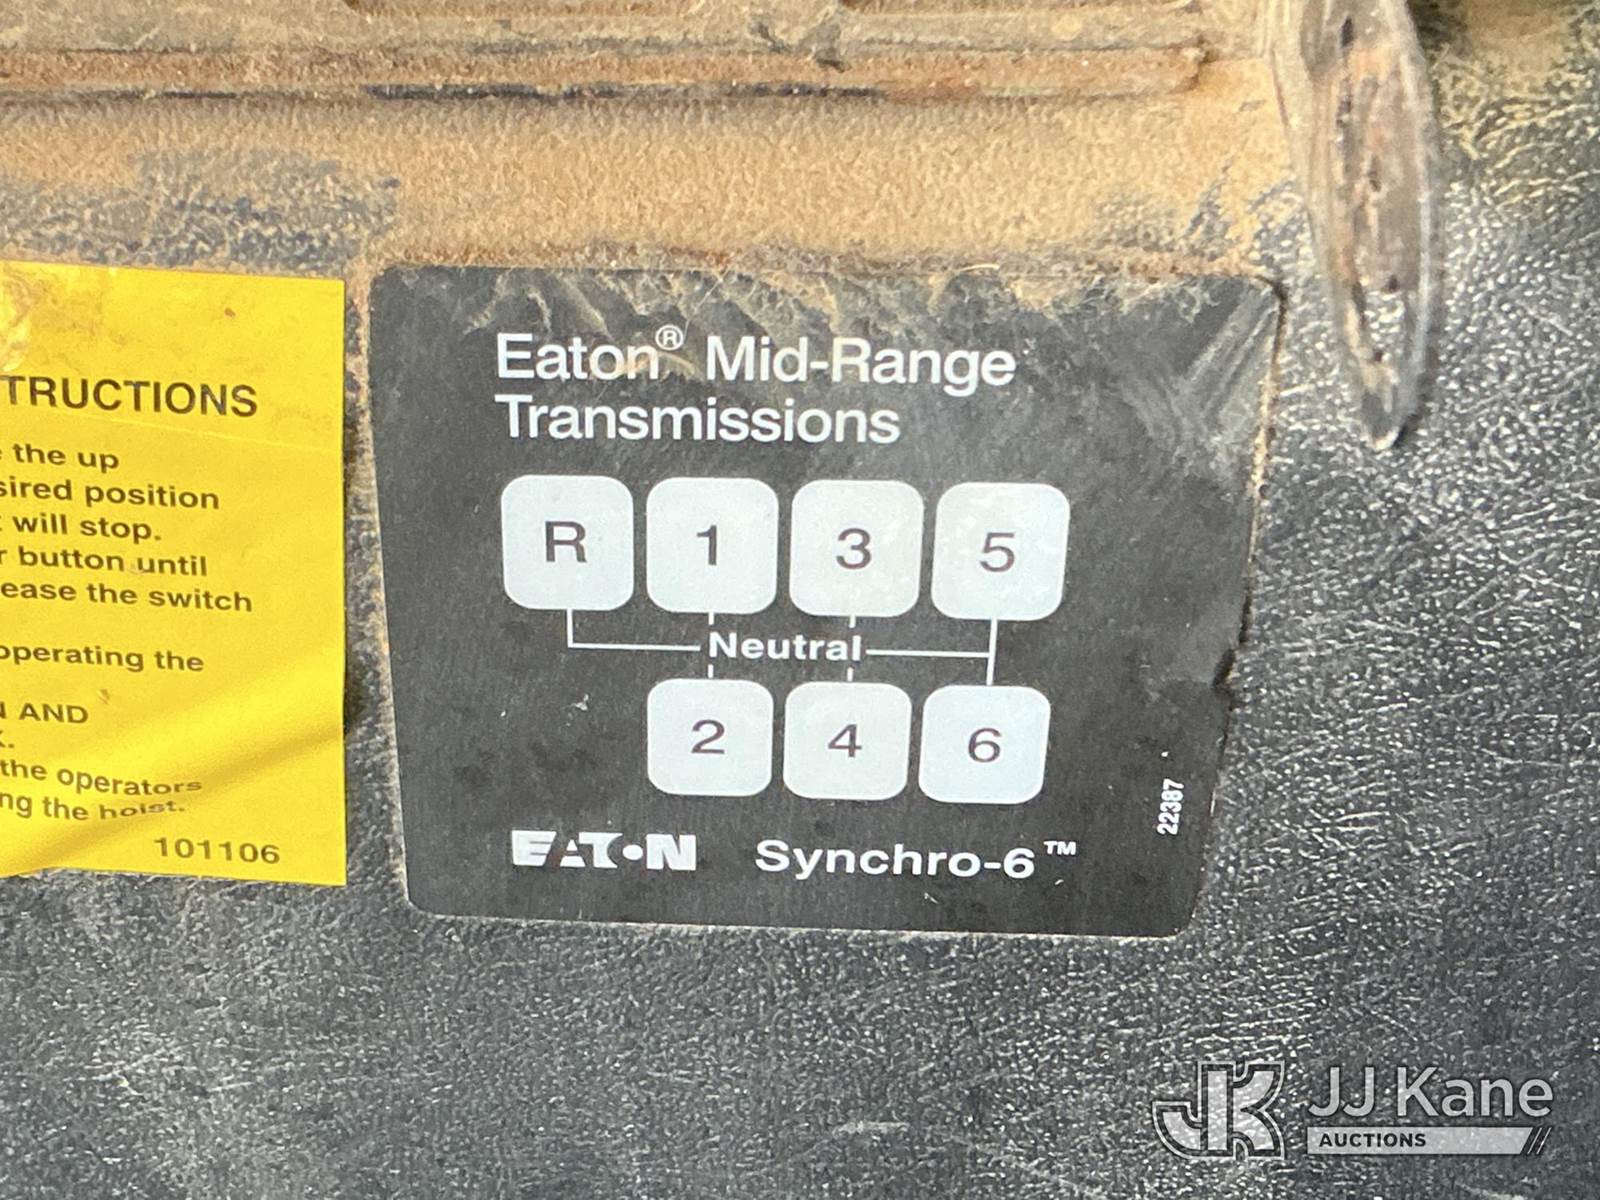 TRUCTIONS
the up
sired position
will stop.
r button until
ease the switch
operating the
AND
the operators
ng the hoist.
101106
Eaton® Mid-Range
Transmissions
R 1 3 5
Neutral
2 4 6
EATON Synchro-6™
22387
JK JJ Kane
AUCTIONS